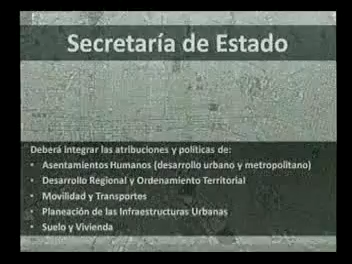 Secretaría de Estado
Deberá integrar las atribuciones y políticas de:
• Asentamientos Humanos (desarrollo urbano y metropolitano)
• Desarrollo Regional y Ordenamiento Territorial
• Movilidad y Transportes
• Planeación de las Infraestructuras Urbanas
• Suelo y Vivienda